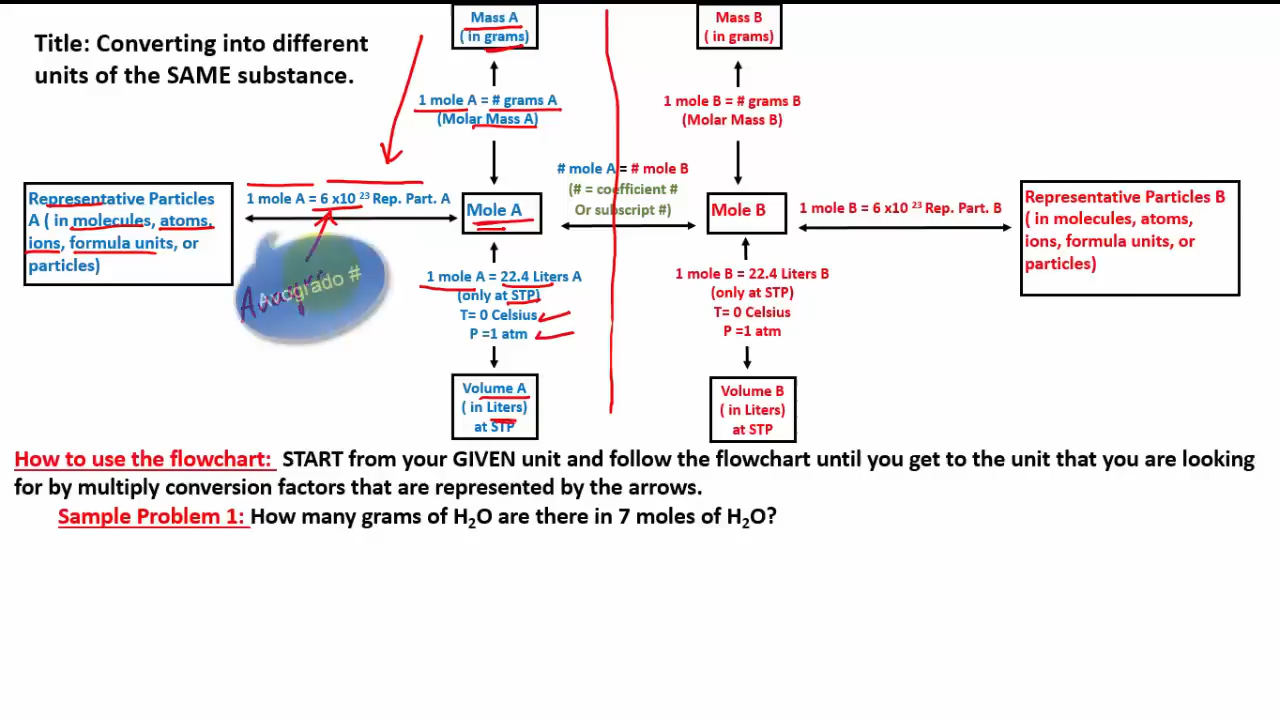 Title: Converting into different
units of the SAME substance.
Mass A
( in grams)
1 mole A = # grams A
(Molar Mass A)
Mass B
( in grams)
1 mole B = # grams B
(Molar Mass B)
Representative Particles
A ( in molecules, atoms,
ions, formula units, or
particles)
1 mole A = 6 x10 ²³ Rep. Part. A
Avogrado #
Mole A
# mole A = # mole B
(# = coefficient #
Or subscript #)
Mole B
1 mole B = 6 x10 ²³ Rep. Part. B
Representative Particles B
( in molecules, atoms,
ions, formula units, or
particles)
1 mole A = 22.4 Liters A
(only at STP)
T= 0 Celsius
P =1 atm
Volume A
( in Liters)
at STP
1 mole B = 22.4 Liters B
(only at STP)
T= 0 Celsius
P =1 atm
Volume B
( in Liters)
at STP
How to use the flowchart: START from your GIVEN unit and follow the flowchart until you get to the unit that you are looking
for by multiply conversion factors that are represented by the arrows.
Sample Problem 1: How many grams of H₂O are there in 7 moles of H₂O?